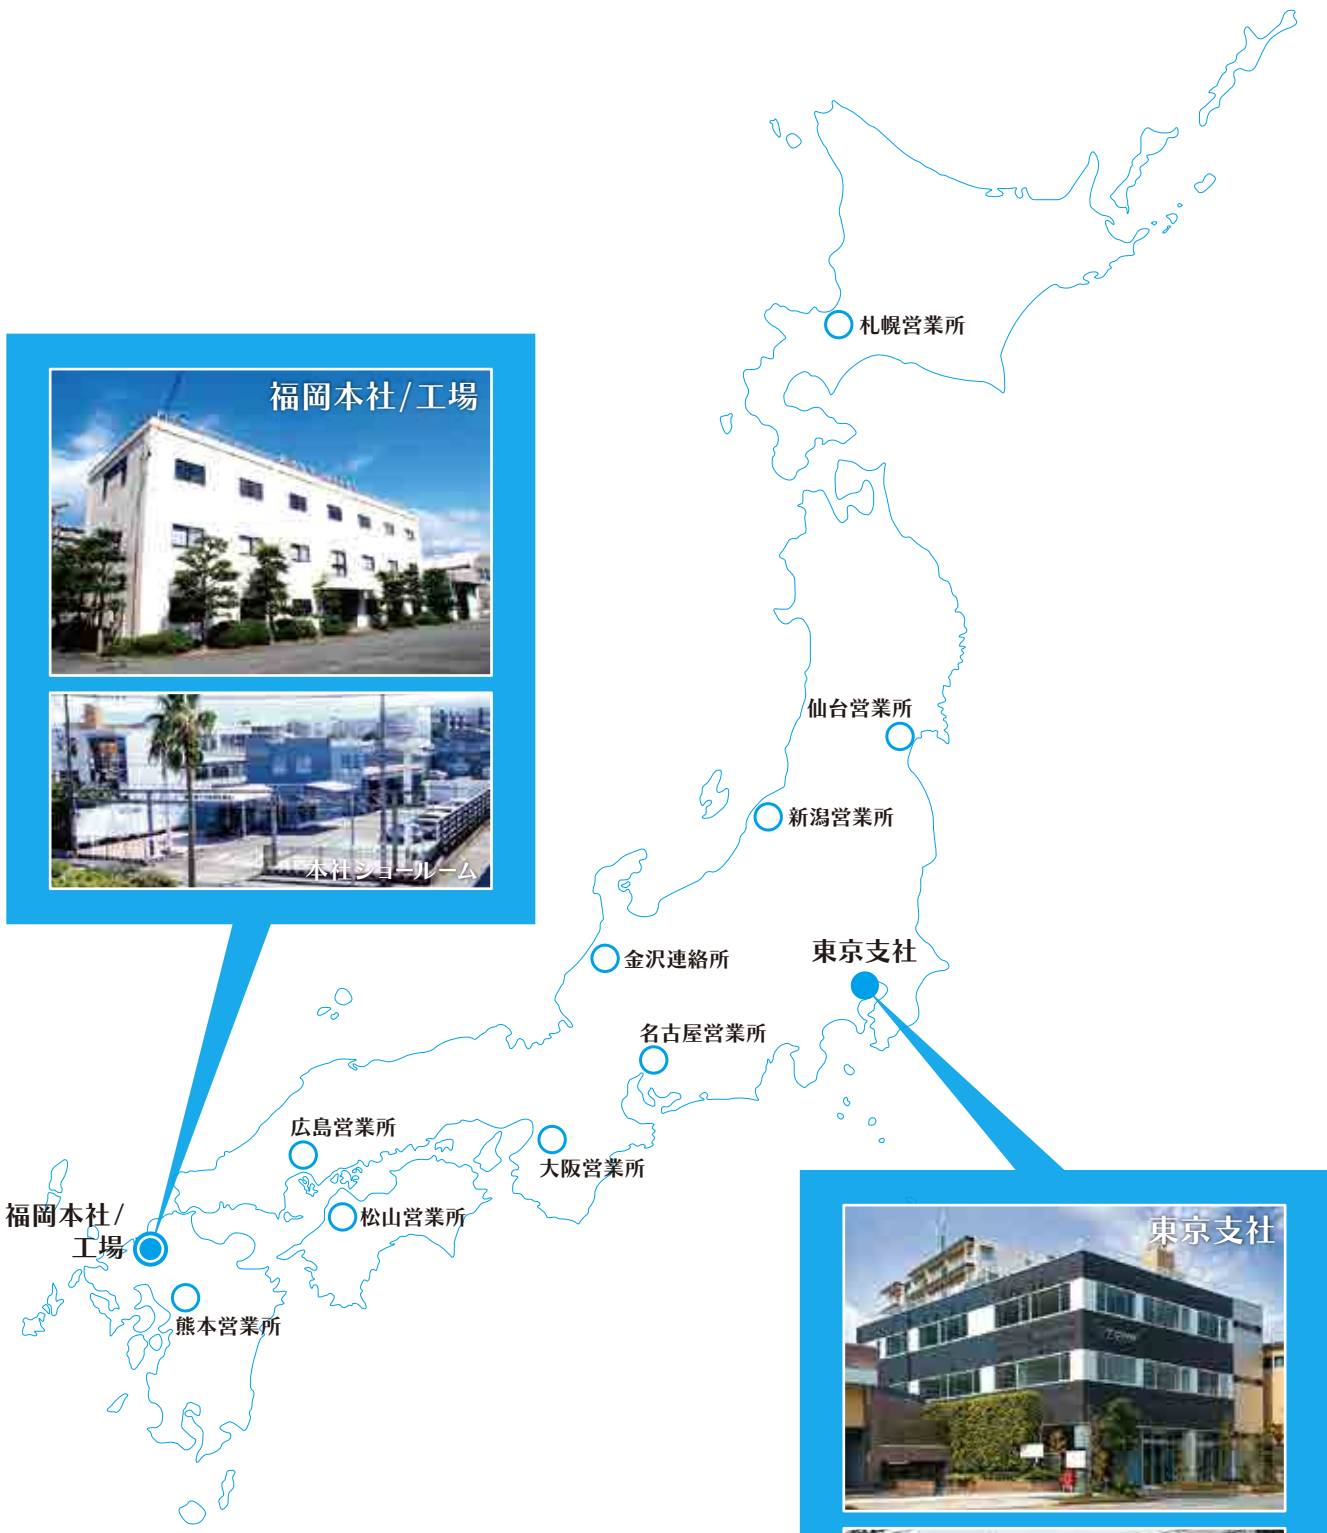 札幌営業所
福岡本社/工場
仙台営業所
新潟営業所
本社ショールーム
東京支社
金沢連絡所
名古屋営業所
広島営業所
大阪営業所
福岡本社/
工場
松山営業所
東京支社
熊本営業所